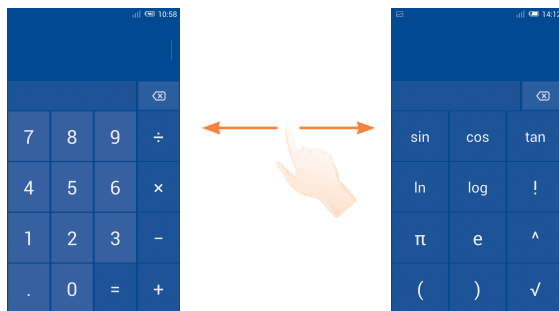 10:58
7 8 9 ÷
4 5 6 ×
1 2 3 −
. 0 = +
14:12
sin cos tan
ln log !
π e ^
( ) √